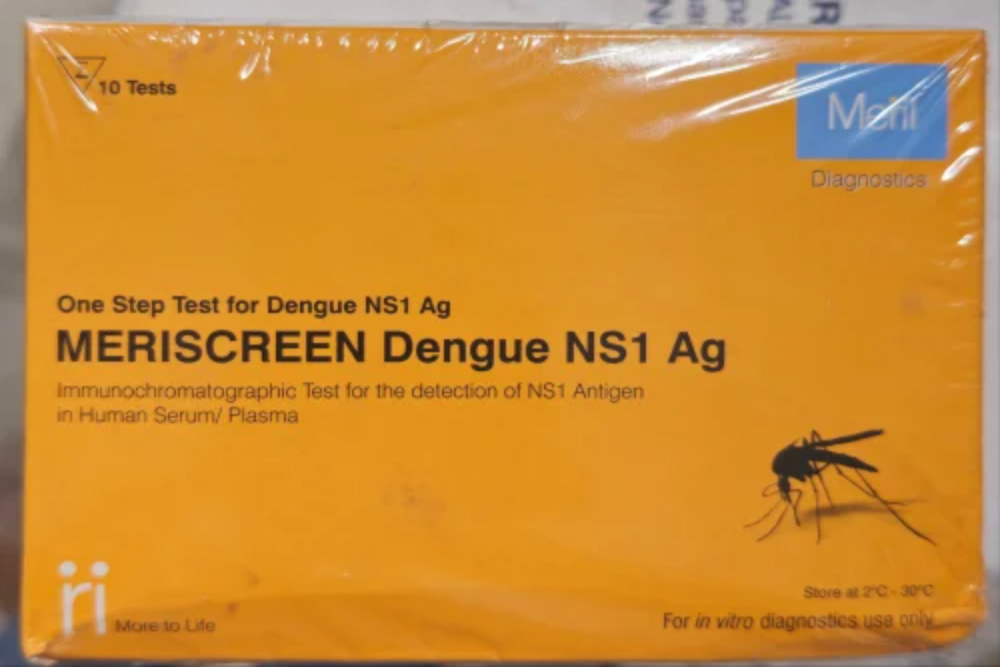 10 Tests
Meril
Diagnostics
One Step Test for Dengue NS1 Ag
MERISCREEN Dengue NS1 Ag
Immunochromatographic Test for the detection of NS1 Antigen
in Human Serum/ Plasma
ri
More to Life
Store at 2°C - 30°C
For in vitro diagnostics use only